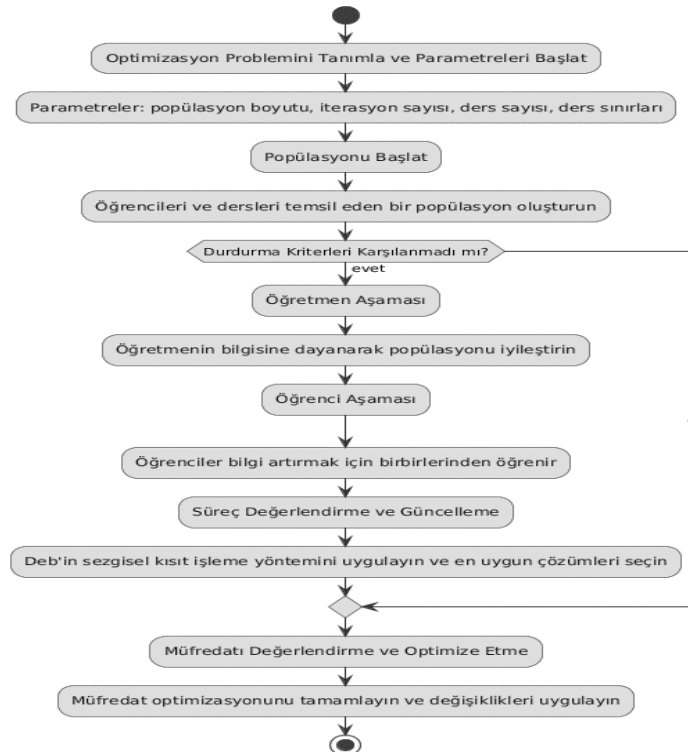 Optimizasyon Problemini Tanımla ve Parametreleri Başlat
Parametreler: popülasyon boyutu, iterasyon sayısı, ders sayısı, ders sınırları
Popülasyonu Başlat
Öğrencileri ve dersleri temsil eden bir popülasyon oluşturun
Durdurma Kriterleri Karşılanmadı mı?
evet
Öğretmen Aşaması
Öğretmenin bilgisine dayanarak popülasyonu iyileştirin
Öğrenci Aşaması
Öğrenciler bilgi artırmak için birbirlerinden öğrenir
Süreç Değerlendirme ve Güncelleme
Deb'in sezgisel kısıt işleme yöntemini uygulayın ve en uygun çözümleri seçin
Müfredatı Değerlendirme ve Optimize Etme
Müfredat optimizasyonunu tamamlayın ve değişiklikleri uygulayın